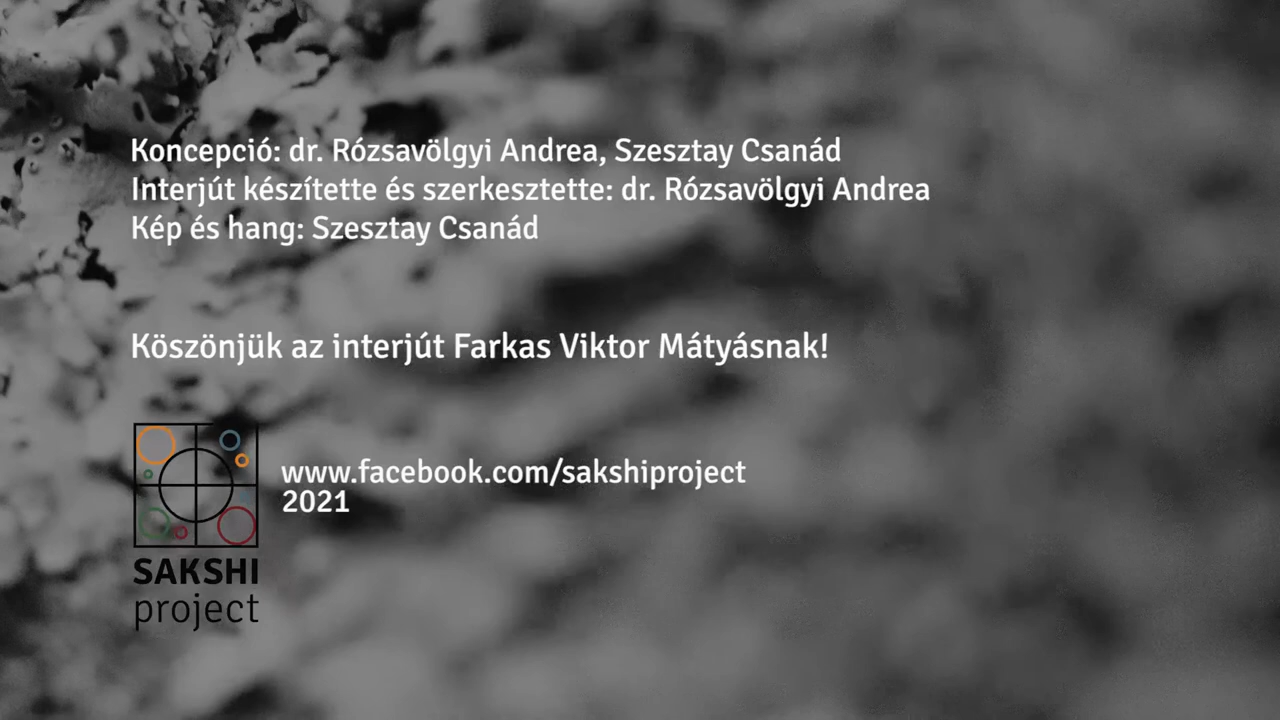 Koncepció: dr. Rózsavölgyi Andrea, Szesztay Csanád
Interjút készítette és szerkesztette: dr. Rózsavölgyi Andrea
Kép és hang: Szesztay Csanád
Köszönjük az interjút Farkas Viktor Mátyásnak!
www.facebook.com/sakshiproject
2021
SAKSHI
project